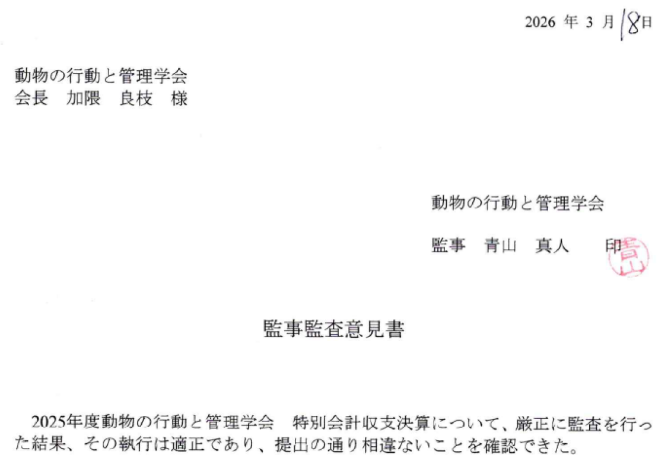 2026 年 3 月18日
動物の行動と管理学会
会長　加隈　良枝　様
動物の行動と管理学会
監事　青山　真人　　印
青山
監事監査意見書
2025年度動物の行動と管理学会　特別会計収支決算について、厳正に監査を行っ
た結果、その執行は適正であり、提出の通り相違ないことを確認できた。